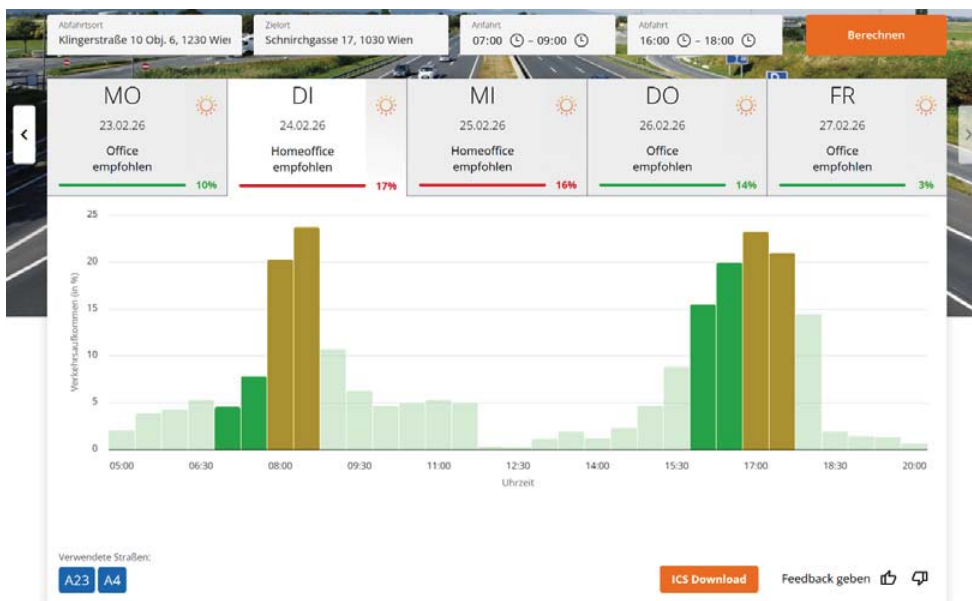 Abfahrtsort
Klingerstraße 10 Obj. 6, 1230 Wier
Zielort
Schnirchgasse 17, 1030 Wien
Anfahrt
07:00 – 09:00
Abfahrt
16:00 – 18:00
Berechnen
MO
23.02.26
Office
empfohlen
10%
DI
24.02.26
Homeoffice
empfohlen
17%
MI
25.02.26
Homeoffice
empfohlen
16%
DO
26.02.26
Office
empfohlen
14%
FR
27.02.26
Office
empfohlen
3%
Verkehrsaufkommen (in %)
25
20
15
10
5
0
05:00 06:30 08:00 09:30 11:00 12:30 14:00 15:30 17:00 18:30 20:00
Uhrzeit
Verwendete Straßen:
A23 A4
ICS Download
Feedback geben